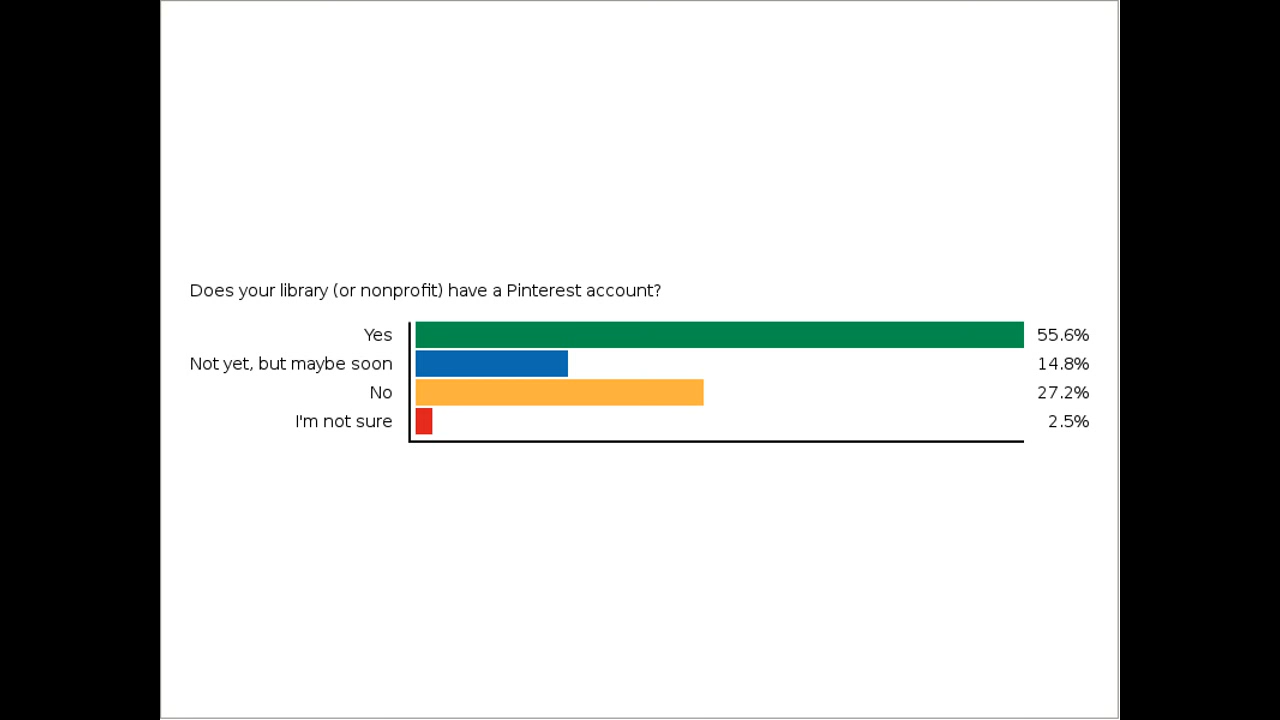 Does your library (or nonprofit) have a Pinterest account?
Yes 55.6%
Not yet, but maybe soon 14.8%
No 27.2%
I'm not sure 2.5%